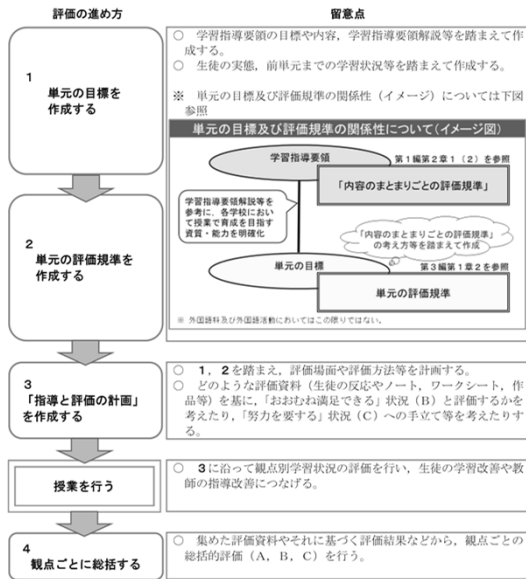 評価の進め方
留意点
1
単元の目標を
作成する
○ 学習指導要領の目標や内容，学習指導要領解説等を踏まえて作
成する。
○ 生徒の実態，前単元までの学習状況等を踏まえて作成する。
※ 単元の目標及び評価規準の関係性（イメージ）については下図
参照
単元の目標及び評価規準の関係性について(イメージ図)
学習指導要領
第１編第２章１（２）を参照
「内容のまとまりごとの評価規準」
学習指導要領解説等を
参考に、各学校において
授業で育成を目指す
資質・能力を明確化
「内容のまとまりごとの評価規準」
の考え方等を踏まえて作成
単元の目標
第３編第１章２を参照
単元の評価規準
※ 外国語科及び外国語活動においてはこの限りではない。
2
単元の評価規準を
作成する
3
「指導と評価の計画」
を作成する
○ １，２を踏まえ，評価場面や評価方法等を計画する。
○ どのような評価資料（生徒の反応やノート，ワークシート，作
品等）を基に，「おおむね満足できる」状況（B）と評価するかを
考えたり，「努力を要する」状況（C）への手立て等を考えたりす
る。
授業を行う
○ ３に沿って観点別学習状況の評価を行い，生徒の学習改善や教
師の指導改善につなげる。
4
観点ごとに総括する
○ 集めた評価資料やそれに基づく評価結果などから，観点ごとの
総括的評価（A，B，C）を行う。